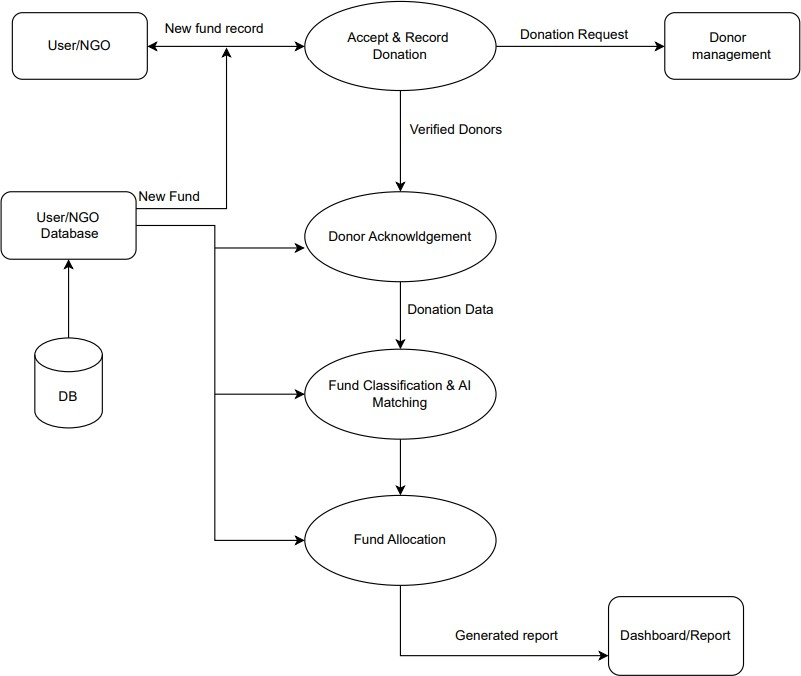 User/NGO
New fund record
Accept & Record
Donation
Donation Request
Donor
management
Verified Donors
New Fund
User/NGO
Database
Donor Acknowldgement
Donation Data
DB
Fund Classification & AI
Matching
Fund Allocation
Generated report
Dashboard/Report